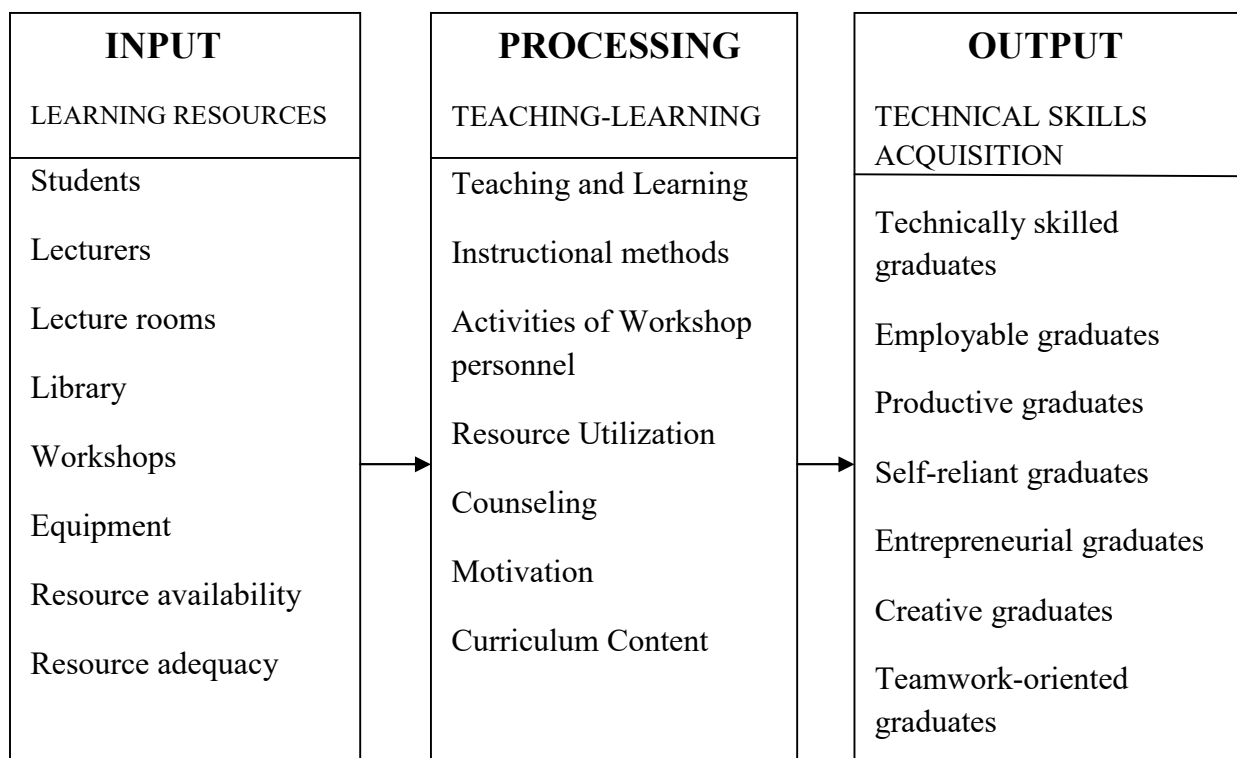 INPUT
LEARNING RESOURCES
Students
Lecturers
Lecture rooms
Library
Workshops
Equipment
Resource availability
Resource adequacy
PROCESSING
TEACHING-LEARNING
Teaching and Learning
Instructional methods
Activities of Workshop
personnel
Resource Utilization
Counseling
Motivation
Curriculum Content
OUTPUT
TECHNICAL SKILLS
ACQUISITION
Technically skilled
graduates
Employable graduates
Productive graduates
Self-reliant graduates
Entrepreneurial graduates
Creative graduates
Teamwork-oriented
graduates